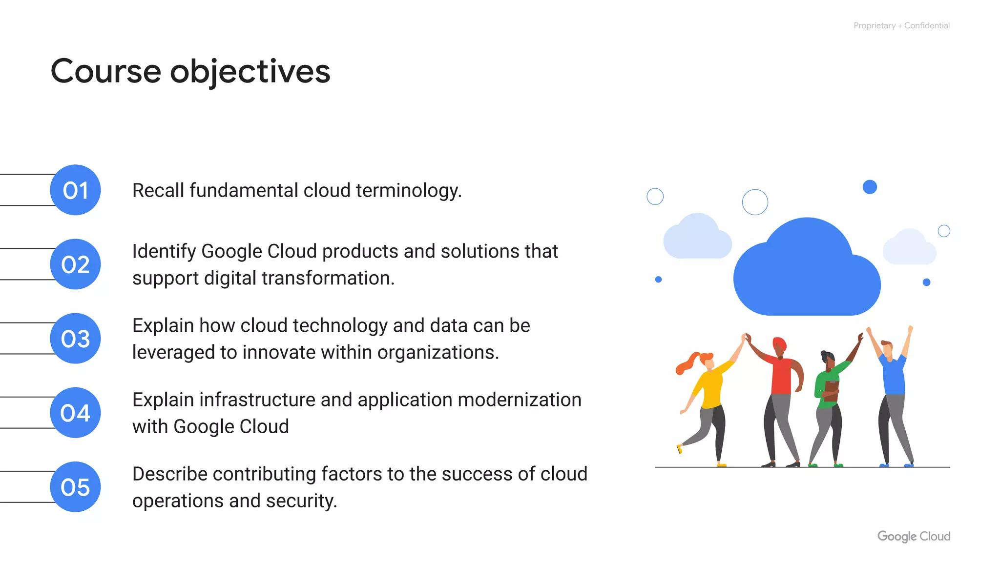 Proprietary + Confidential
Course objectives
01
Recall fundamental cloud terminology.
02
Identify Google Cloud products and solutions that
support digital transformation.
03
Explain how cloud technology and data can be
leveraged to innovate within organizations.
04
Explain infrastructure and application modernization
with Google Cloud
05
Describe contributing factors to the success of cloud
operations and security.
Google Cloud